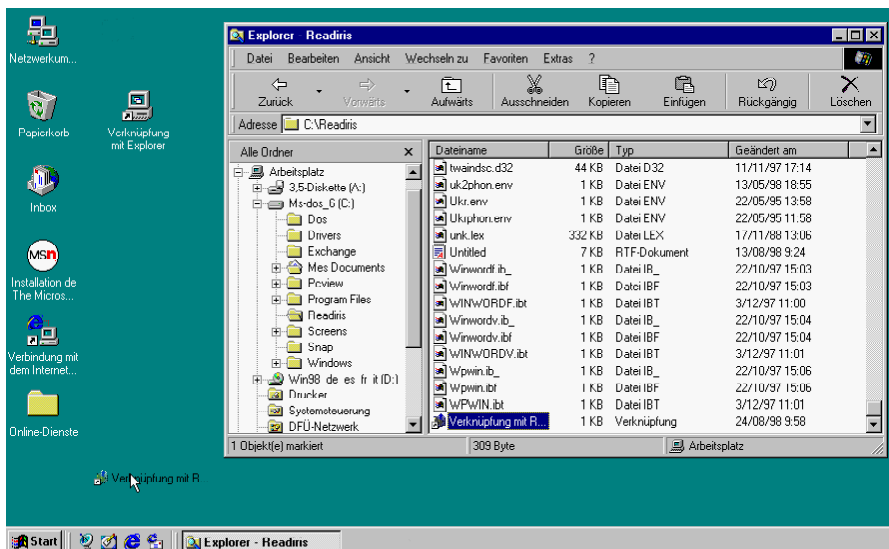 Netzwerkum...
Papierkorb
Verknüpfung
mit Explorer
Inbox
msn
Installation de
The Micros...
Verbindung mit
dem Internet...
Online-Dienste
Verknüpfung mit R...
Explorer - Readiris
Datei Bearbeiten Ansicht Wechseln zu Favoriten Extras ?
Zurück Vorwärts Aufwärts Ausschneiden Kopieren Einfügen Rückgängig Löschen
Adresse C:\Readiris
Alle Ordner
Arbeitsplatz
3,5-Diskette (A:)
Ms-dos_6 (C:)
Dos
Drivers
Exchange
Mes Documents
Pcview
Program Files
Readiris
Screens
Snap
Windows
Win98 de es fr it (D:)
Drucker
Systemsteuerung
DFÜ-Netzwerk
Dateiname Größe Typ Geändert am
twaindsc.d32 44 KB Datei D32 11/11/97 17:14
uk2phon.env 1 KB Datei ENV 13/05/98 18:55
Ukr.env 1 KB Datei ENV 22/05/95 13:58
Ukrphon.env 1 KB Datei ENV 22/05/95 11:58
unk.lex 332 KB Datei LEX 17/11/88 13:06
Untitled 7 KB RTF-Dokument 13/08/98 9:24
Winwordf.ib_ 1 KB Datei IB_ 22/10/97 15:03
Winwordf.ibf 1 KB Datei IBF 22/10/97 15:03
WINWORDF.ibt 1 KB Datei IBT 3/12/97 11:00
Winwordv.ib_ 1 KB Datei IB_ 22/10/97 15:04
Winwordv.ibf 1 KB Datei IBF 22/10/97 15:04
WINWORDV.ibt 1 KB Datei IBT 3/12/97 11:01
Wpwin.ib_ 1 KB Datei IB_ 22/10/97 15:06
Wpwin.ibf 1 KB Datei IBF 22/10/97 15:06
WPWIN.ibt 1 KB Datei IBT 3/12/97 11:01
Verknüpfung mit R... 1 KB Verknüpfung 24/08/98 9:58
1 Objekt(e) markiert 309 Byte Arbeitsplatz
Start Explorer - Readiris